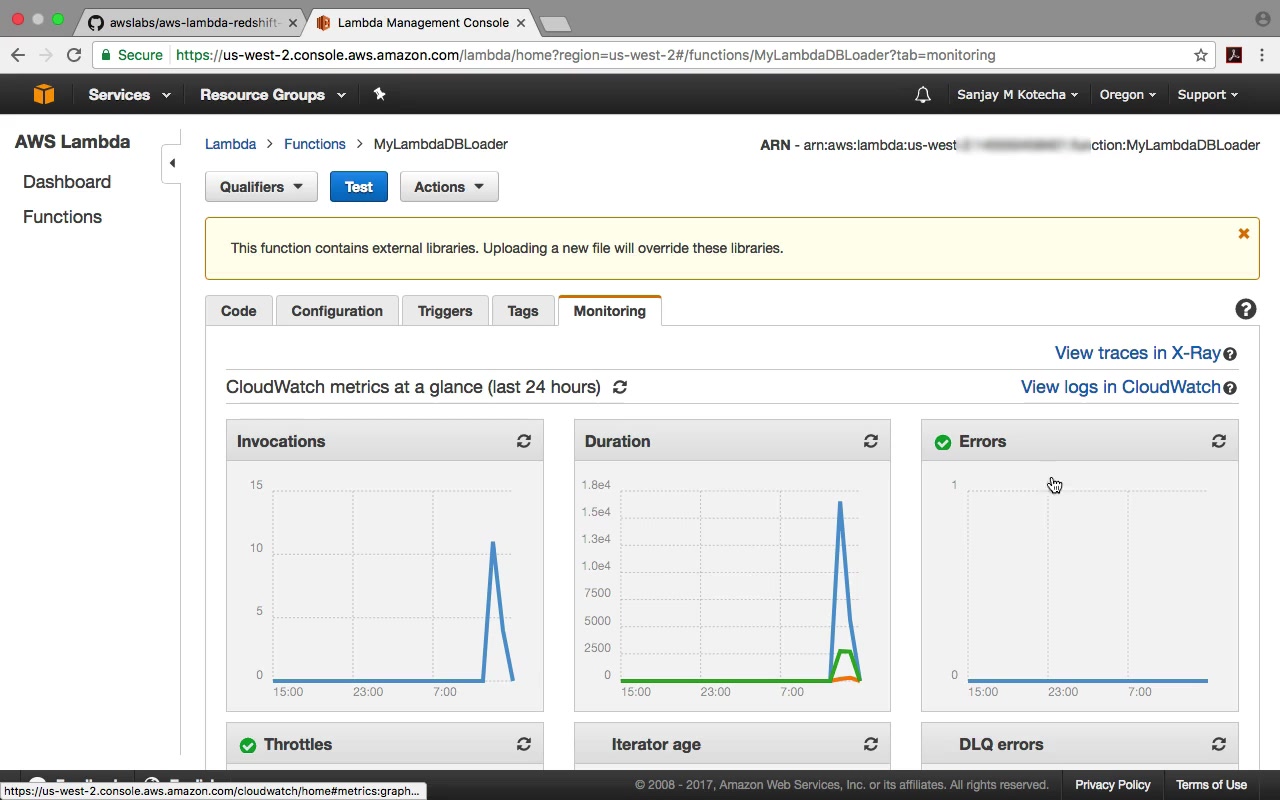 awslabs/aws-lambda-redshift-
Lambda Management Console
Secure
https://us-west-2.console.aws.amazon.com/lambda/home?region=us-west-2#/functions/MyLambdaDBLoader?tab=monitoring
Services
Resource Groups
Sanjay M Kotecha
Oregon
Support
AWS Lambda
Dashboard
Functions
Lambda > Functions > MyLambdaDBLoader
ARN - arn:aws:lambda:us-west
ction:MyLambdaDBLoader
Qualifiers
Test
Actions
This function contains external libraries. Uploading a new file will override these libraries.
Code
Configuration
Triggers
Tags
Monitoring
View traces in X-Ray
CloudWatch metrics at a glance (last 24 hours)
View logs in CloudWatch
Invocations
15
10
5
0
15:00 23:00 7:00
Duration
1.8e4
1.5e4
1.3e4
1.0e4
7500
5000
2500
0
15:00 23:00 7:00
Errors
1
0
15:00 23:00 7:00
Throttles
Iterator age
DLQ errors
© 2008 - 2017, Amazon Web Services, Inc. or its affiliates. All rights reserved.
Privacy Policy
Terms of Use
https://us-west-2.console.aws.amazon.com/cloudwatch/home#metrics:graph...